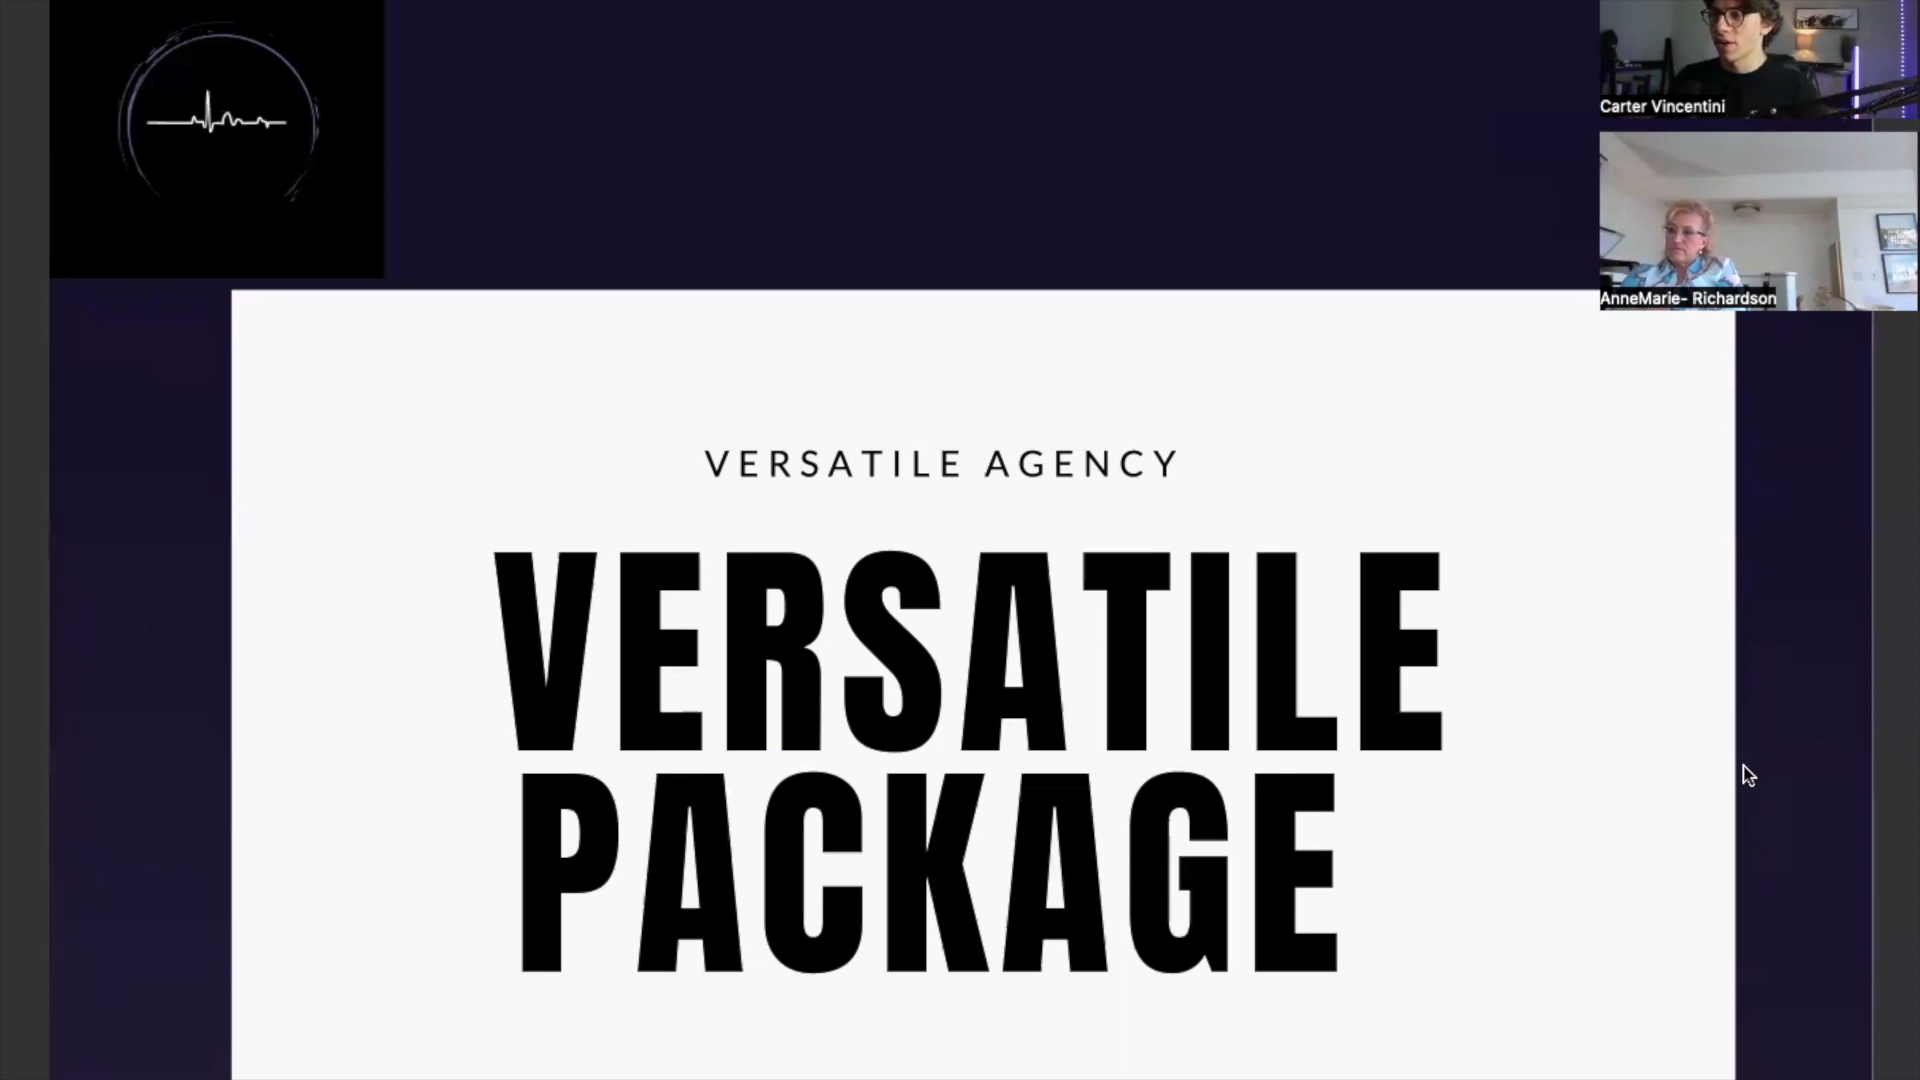 Carter Vincentini
AnneMarie- Richardson
VERSATILE AGENCY
VERSATILE
PACKAGE